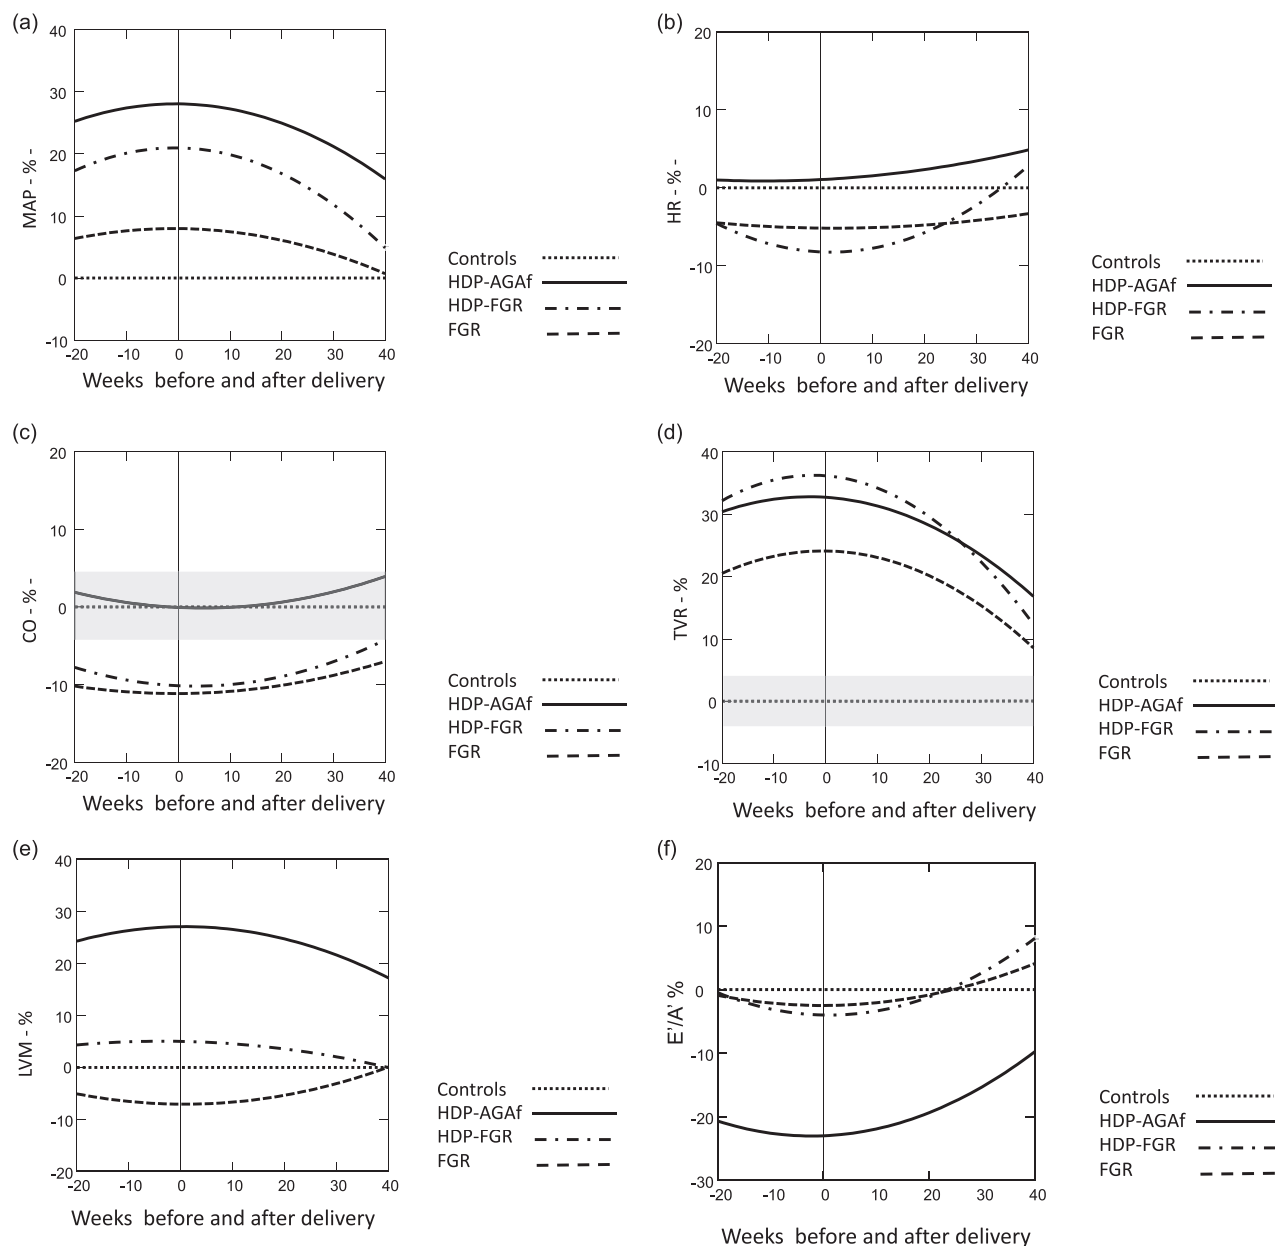 (a)
40
30
20
10
0
-10
MAP - % -
-20 -10 0 10 20 30 40
Weeks before and after delivery
Controls
HDP-AGAf
HDP-FGR
FGR
(b)
20
10
0
-10
-20
HR - % -
-20 -10 0 10 20 30 40
Weeks before and after delivery
Controls
HDP-AGAf
HDP-FGR
FGR
(c)
20
10
0
-10
-20
CO - % -
-20 -10 0 10 20 30 40
Weeks before and after delivery
Controls
HDP-AGAf
HDP-FGR
FGR
(d)
40
30
20
10
0
-10
TVR - %
-20 -10 0 10 20 30 40
Weeks before and after delivery
Controls
HDP-AGAf
HDP-FGR
FGR
(e)
40
30
20
10
0
-10
-20
LVM - %
-20 -10 0 10 20 30 40
Weeks before and after delivery
Controls
HDP-AGAf
HDP-FGR
FGR
(f)
20
10
0
-10
-20
-30
E'/A' %
-20 -10 0 10 20 30 40
Weeks before and after delivery
Controls
HDP-AGAf
HDP-FGR
FGR